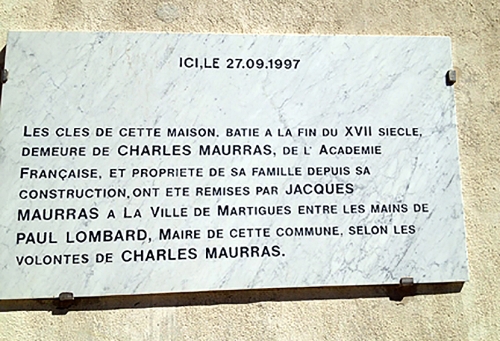 ICI,LE 27.09.1997
LES CLES DE CETTE MAISON, BATIE A LA FIN DU XVII SIECLE,
DEMEURE DE CHARLES MAURRAS, DE L' ACADEMIE
FRANÇAISE, ET PROPRIETE DE SA FAMILLE DEPUIS SA
CONSTRUCTION, ONT ETE REMISES PAR JACQUES
MAURRAS A LA VILLE DE MARTIGUES ENTRE LES MAINS DE
PAUL LOMBARD, MAIRE DE CETTE COMMUNE, SELON LES
VOLONTES DE CHARLES MAURRAS.